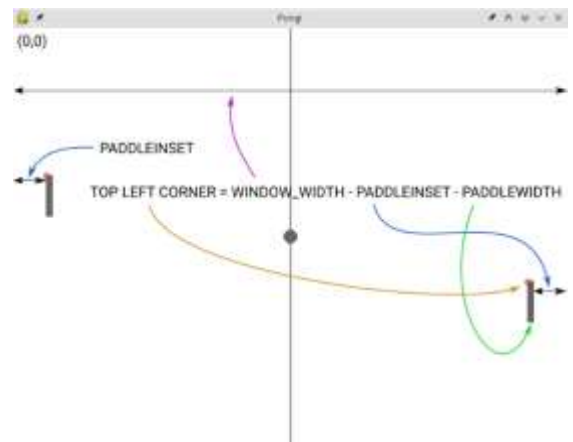 Pong
(0,0)
PADDLEINSET
TOP LEFT CORNER = WINDOW_WIDTH - PADDLEINSET - PADDLEWIDTH